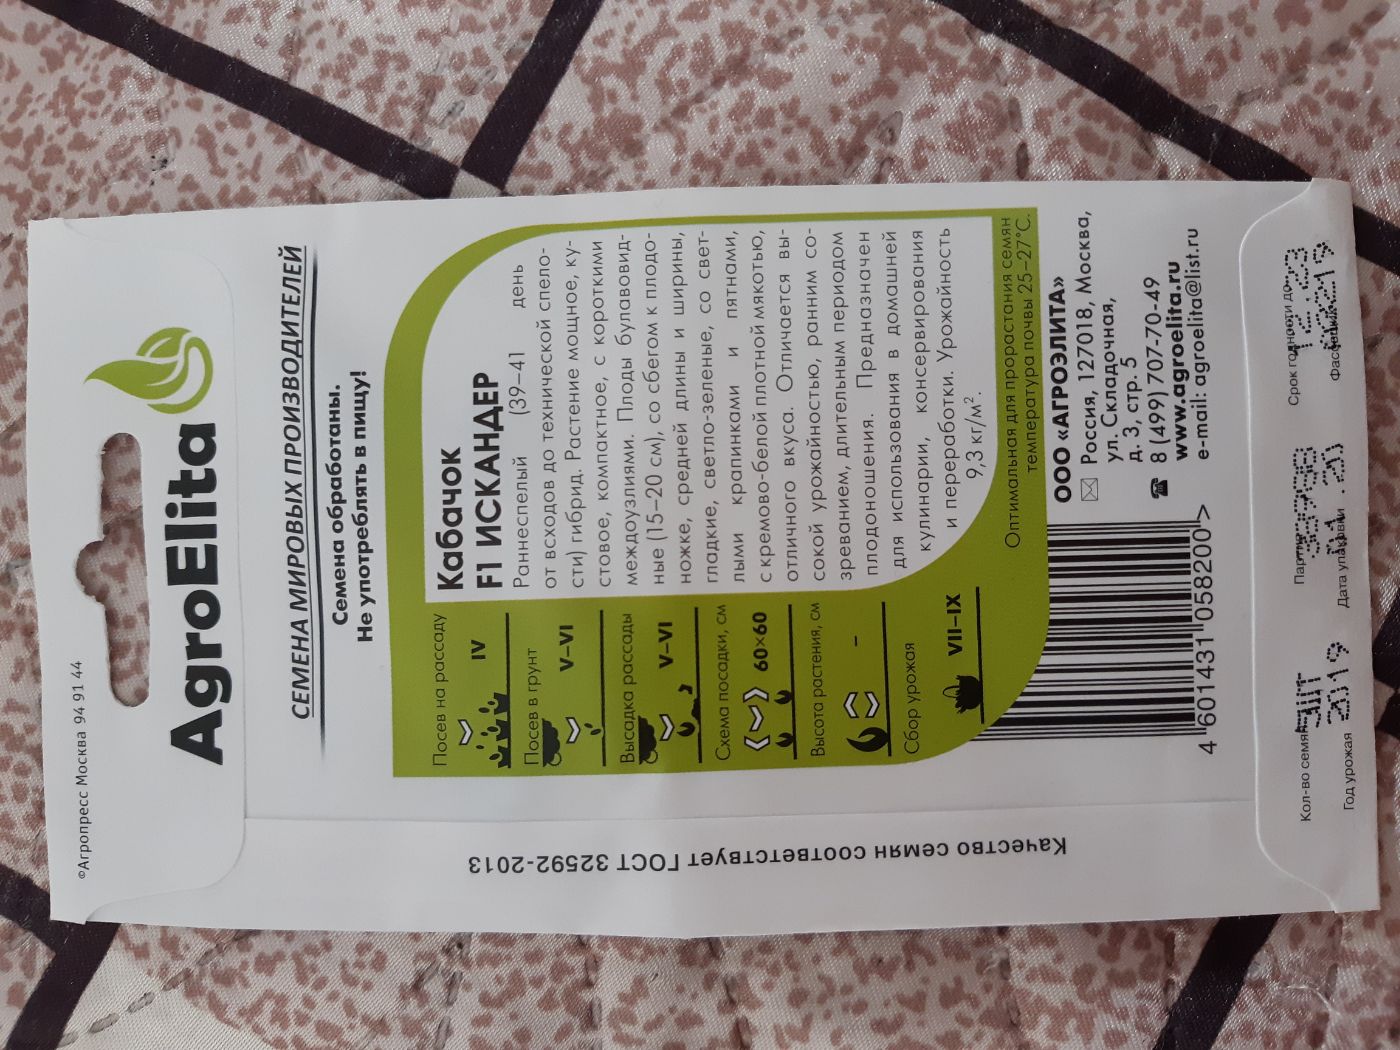 ©Агропресс Москва 94 91 44
AgroElita
СЕМЕНА МИРОВЫХ ПРОИЗВОДИТЕЛЕЙ
Семена обработаны.
Не употреблять в пищу!
Посев на рассаду
IV
Посев в грунт
V–VI
Высадка рассады
V–VI
Схема посадки, см
60×60
Высота растения, см
–
Сбор урожая
VII–IX
Кабачок
F1 ИСКАНДЕР
Раннеспелый (39–41 день
от всходов до технической спело-
сти) гибрид. Растение мощное, ку-
стовое, компактное, с короткими
междоузлиями. Плоды булавовид-
ные (15–20 см), со сбегом к плодо-
ножке, средней длины и ширины,
гладкие, светло-зеленые, со свет-
лыми крапинками и пятнами,
с кремово-белой плотной мякотью,
отличного вкуса. Отличается вы-
сокой урожайностью, ранним со-
зреванием, длительным периодом
плодоношения. Предназначен
для использования в домашней
кулинарии, консервирования
и переработки. Урожайность
9,3 кг/м².
Оптимальная для прорастания семян
температура почвы 25–27°С.
4 601431 058200 >
ООО «АГРОЭЛИТА»
Россия, 127018, Москва,
ул. Складочная,
д. 3, стр. 5
8 (499) 707-70-49
www.agroelita.ru
e-mail: agroelita@list.ru
Кол-во семян
Партия
Срок годности до
12.23
2019
Год урожая
Дата упаковки
Качество семян соответствует ГОСТ 32592-2013